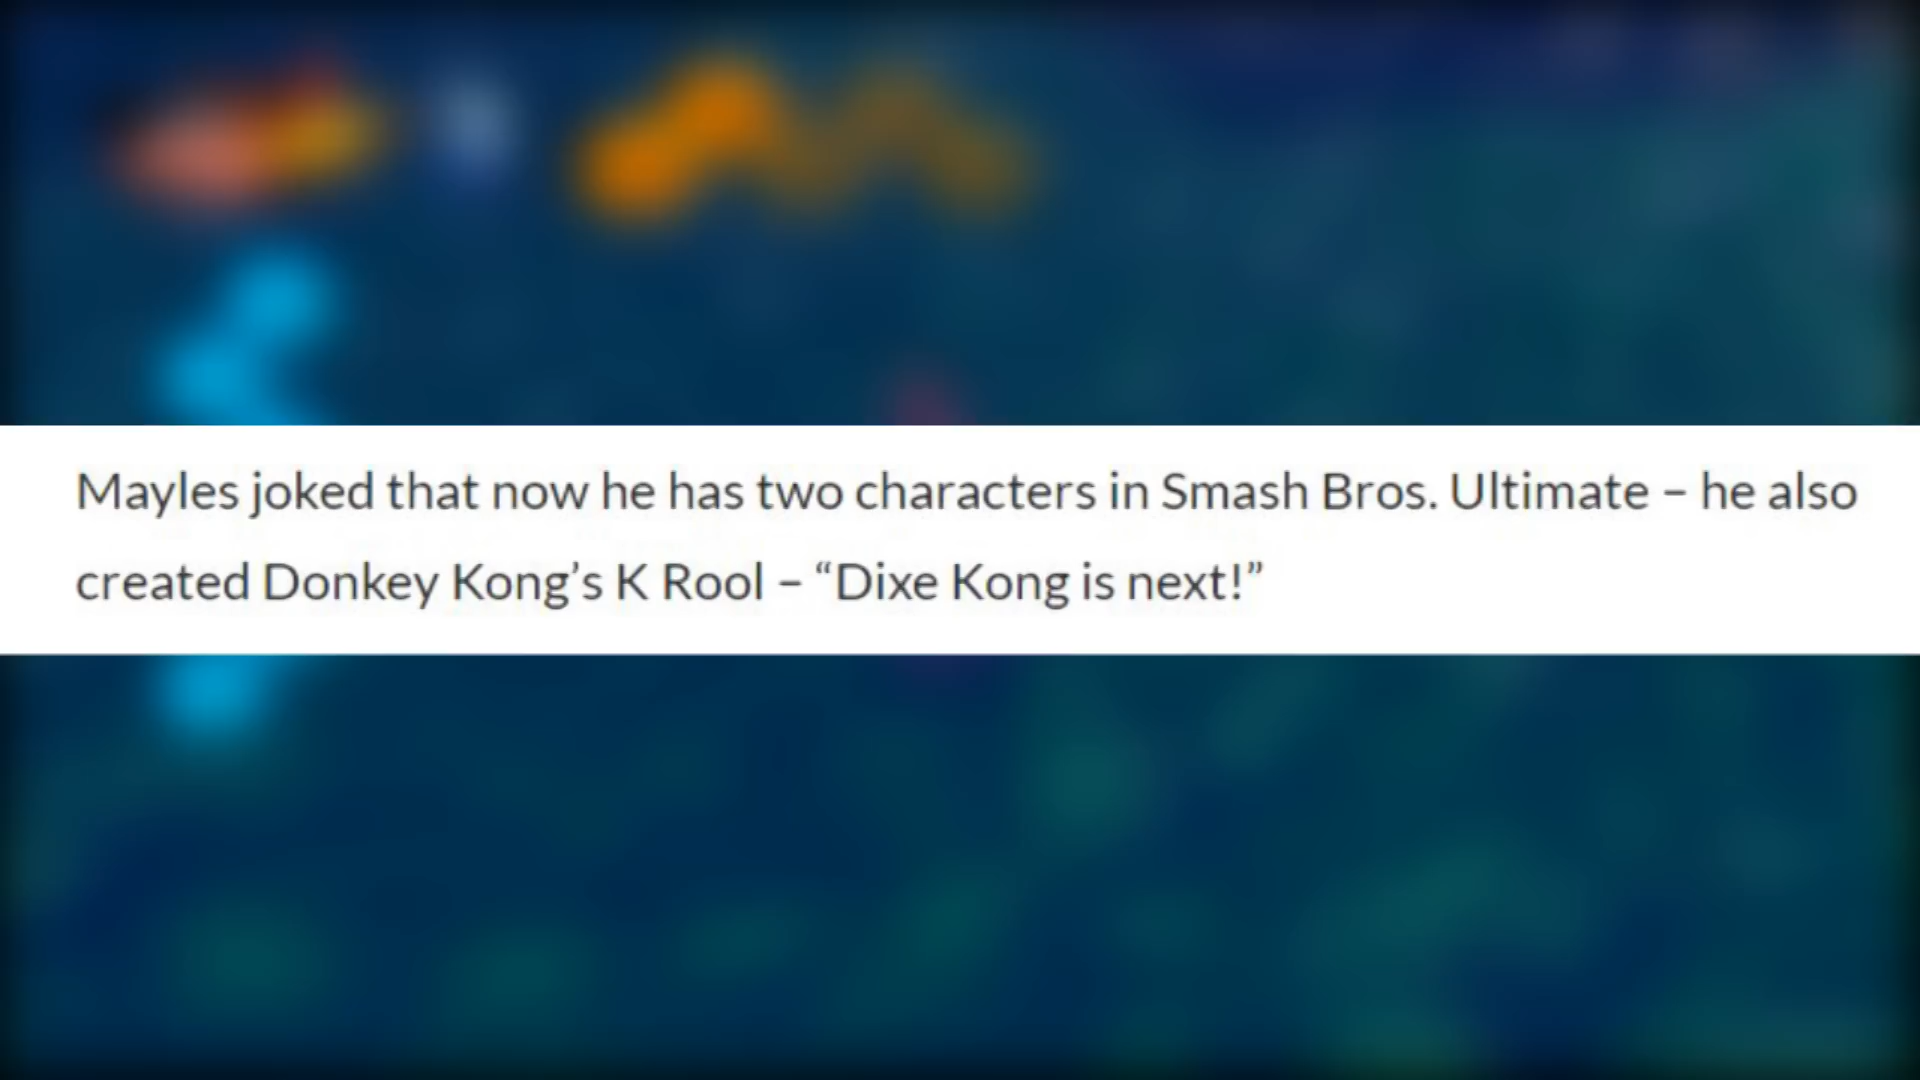 Mayles joked that now he has two characters in Smash Bros. Ultimate – he also
created Donkey Kong’s K Rool – “Dixe Kong is next!”